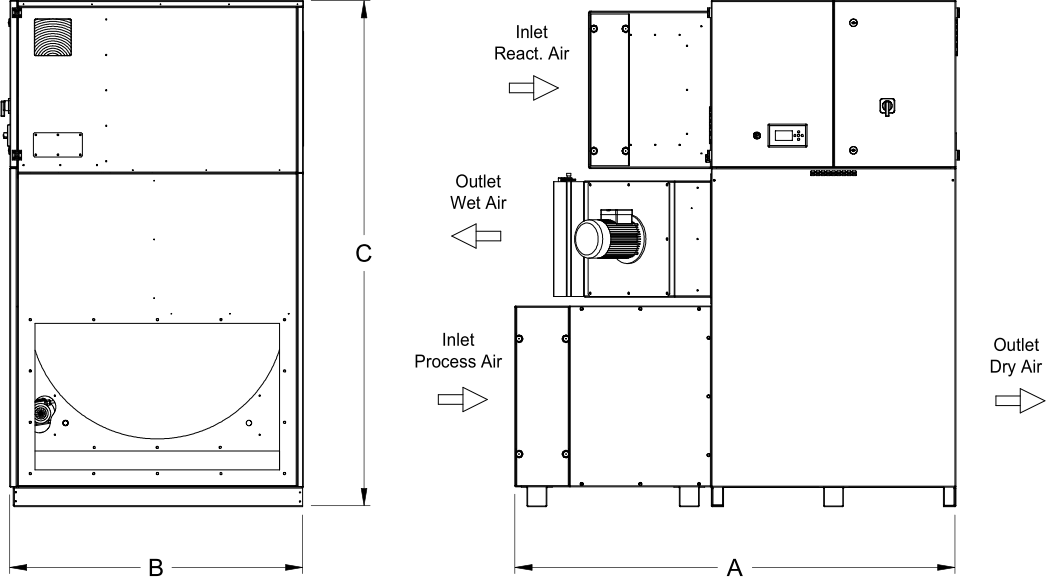 Inlet
React. Air
Outlet
Wet Air
C
Inlet
Process Air
Outlet
Dry Air
B
A